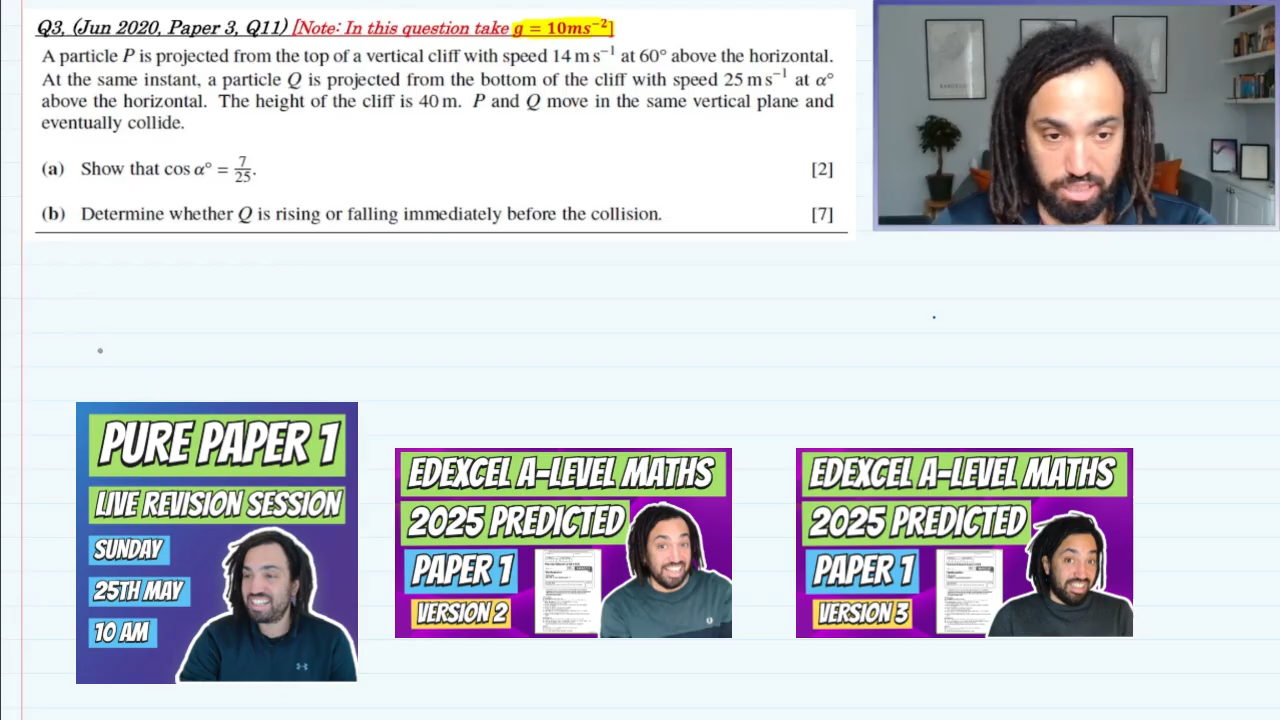 Q3, (Jun 2020, Paper 3, Q11) [Note: In this question take g = 10ms⁻²]
A particle P is projected from the top of a vertical cliff with speed 14 m s⁻¹ at 60° above the horizontal.
At the same instant, a particle Q is projected from the bottom of the cliff with speed 25 m s⁻¹ at α°
above the horizontal. The height of the cliff is 40 m. P and Q move in the same vertical plane and
eventually collide.
(a) Show that cos α° = 7/25. [2]
(b) Determine whether Q is rising or falling immediately before the collision. [7]
PURE PAPER 1
LIVE REVISION SESSION
SUNDAY
25TH MAY
10 AM
EDEXCEL A-LEVEL MATHS
2025 PREDICTED
PAPER 1
VERSION 2
EDEXCEL A-LEVEL MATHS
2025 PREDICTED
PAPER 1
VERSION 3